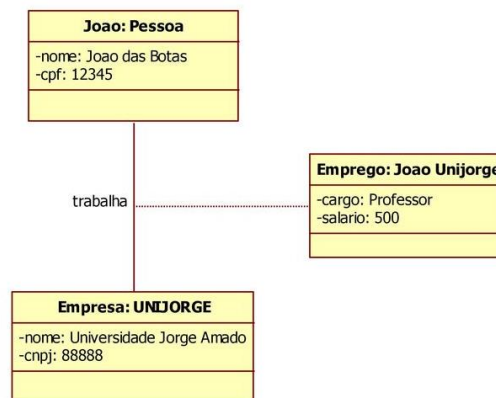 Joao: Pessoa
-nome: Joao das Botas
-cpf: 12345
trabalha
Emprego: Joao Unijorge
-cargo: Professor
-salario: 500
Empresa: UNIJORGE
-nome: Universidade Jorge Amado
-cnpj: 88888